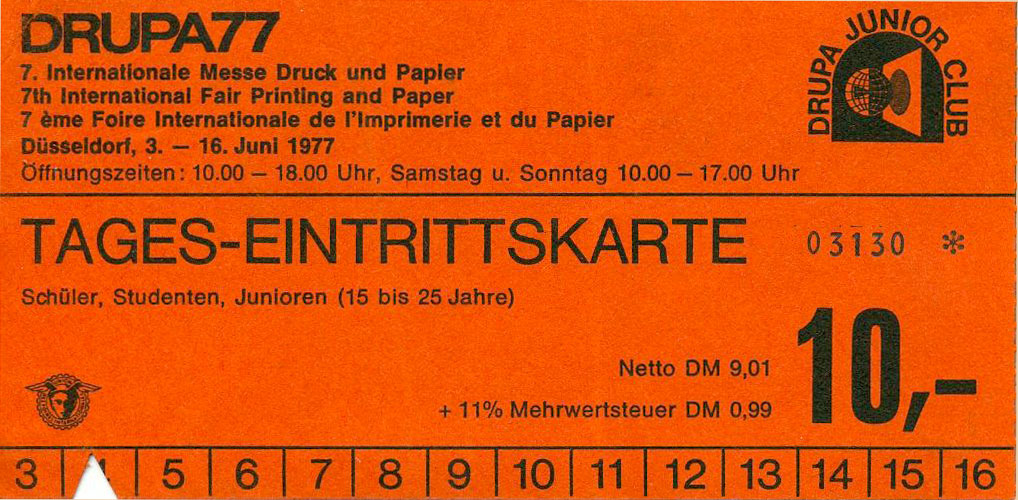 DRUPA77
7. Internationale Messe Druck und Papier
7th International Fair Printing and Paper
7 ème Foire Internationale de l'Imprimerie et du Papier
Düsseldorf, 3. — 16. Juni 1977
Öffnungszeiten: 10.00 — 18.00 Uhr, Samstag u. Sonntag 10.00 — 17.00 Uhr
DRUPA JUNIOR CLUB
TAGES-EINTRITTSKARTE
03130 *
Schüler, Studenten, Junioren (15 bis 25 Jahre)
10,-
Netto DM 9,01
+ 11% Mehrwertsteuer DM 0,99
3 | 4 | 5 | 6 | 7 | 8 | 9 | 10 | 11 | 12 | 13 | 14 | 15 | 16